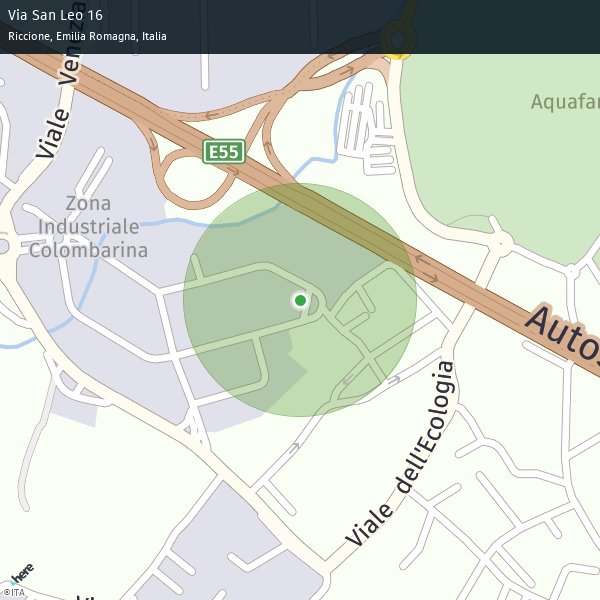 Via San Leo 16
Riccione, Emilia Romagna, Italia
Viale Venezia
Aquafan
E55
Zona
Industriale
Colombarina
Autos
Viale dell'Ecologia
here
©ITA